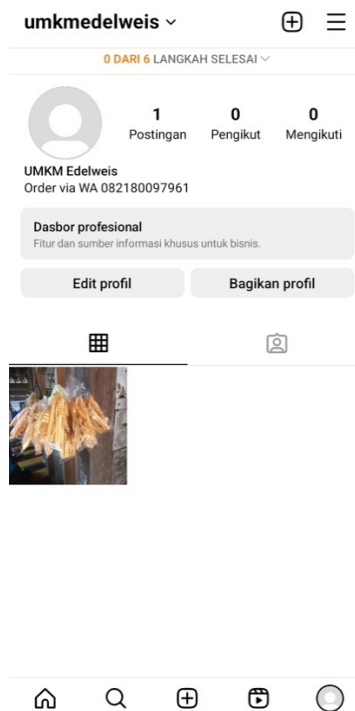 umkmedelweis
0 DARI 6 LANGKAH SELESAI
1 0 0
Postingan Pengikut Mengikuti
UMKM Edelweis
Order via WA 082180097961
Dasbor profesional
Fitur dan sumber informasi khusus untuk bisnis.
Edit profil Bagikan profil